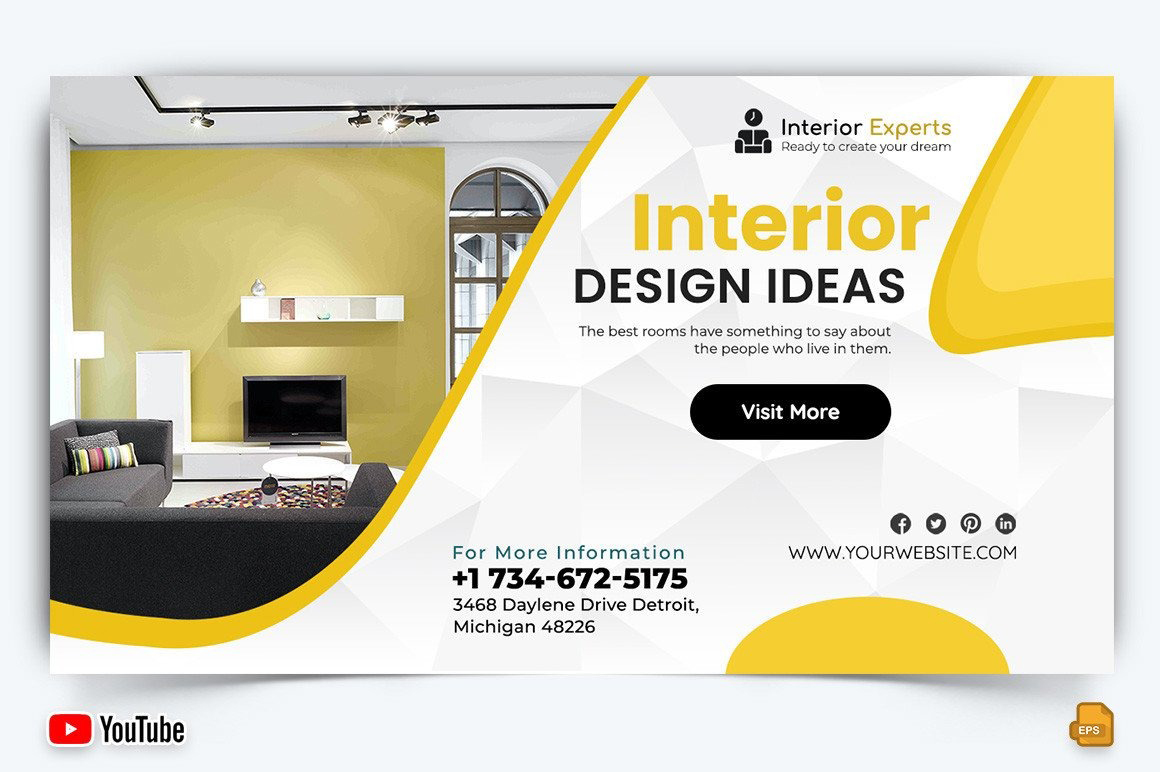 Interior Experts
Ready to create your dream
Interior
DESIGN IDEAS
The best rooms have something to say about
the people who live in them.
Visit More
WWW.YOURWEBSITE.COM
For More Information
+1 734-672-5175
3468 Daylene Drive Detroit,
Michigan 48226
YouTube
EPS